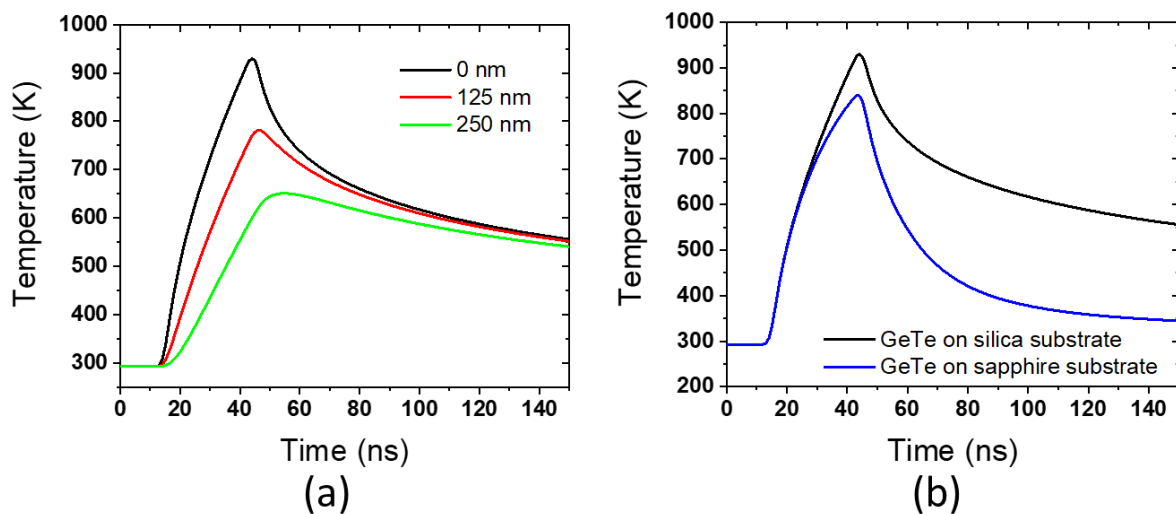 1000
900
800
700
600
500
400
300
0 nm
125 nm
250 nm
0 20 40 60 80 100 120 140
Temperature (K)
Time (ns)
(a)
1000
900
800
700
600
500
400
300
200
GeTe on silica substrate
GeTe on sapphire substrate
0 20 40 60 80 100 120 140
Temperature (K)
Time (ns)
(b)